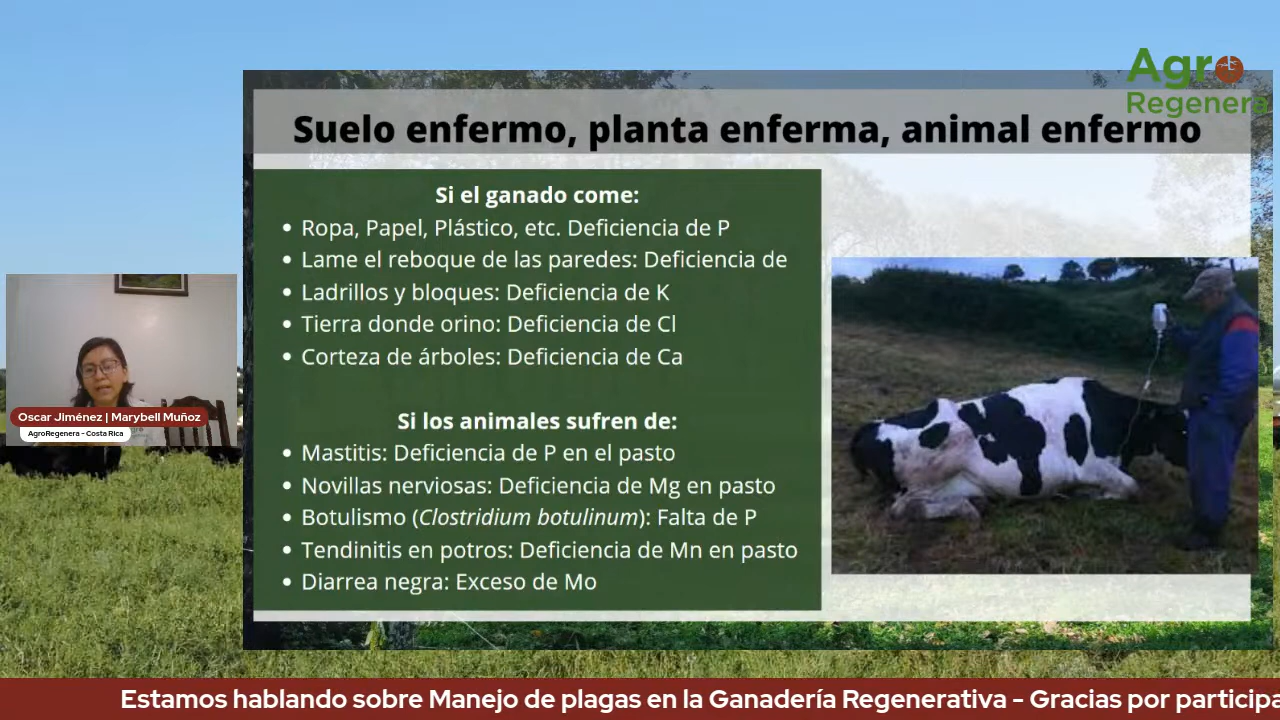 Agro
Regenera
Suelo enfermo, planta enferma, animal enfermo
Si el ganado come:
• Ropa, Papel, Plástico, etc. Deficiencia de P
• Lame el reboque de las paredes: Deficiencia de
• Ladrillos y bloques: Deficiencia de K
• Tierra donde orino: Deficiencia de Cl
• Corteza de árboles: Deficiencia de Ca
Si los animales sufren de:
• Mastitis: Deficiencia de P en el pasto
• Novillas nerviosas: Deficiencia de Mg en pasto
• Botulismo (Clostridium botulinum): Falta de P
• Tendinitis en potros: Deficiencia de Mn en pasto
• Diarrea negra: Exceso de Mo
Oscar Jiménez | Marybell Muñoz
AgroRegenera - Costa Rica
Estamos hablando sobre Manejo de plagas en la Ganadería Regenerativa - Gracias por participa